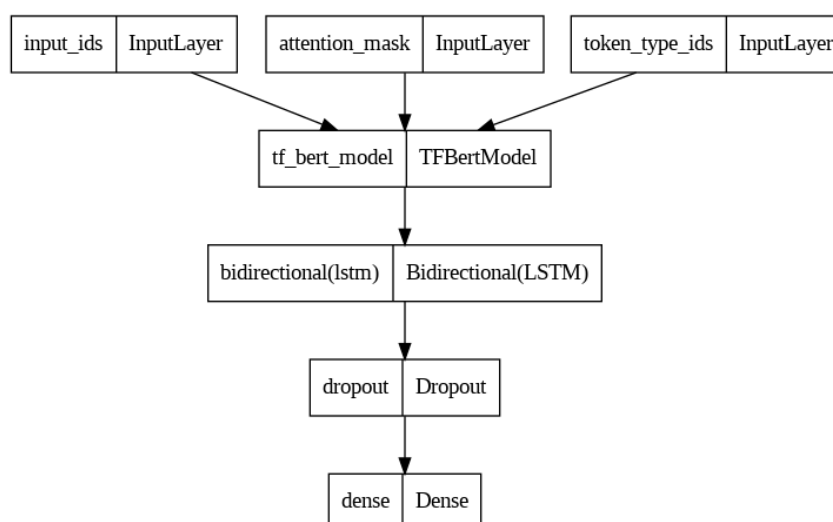 input_ids InputLayer attention_mask InputLayer token_type_ids InputLayer
tf_bert_model TFBertModel
bidirectional(lstm) Bidirectional(LSTM)
dropout Dropout
dense Dense